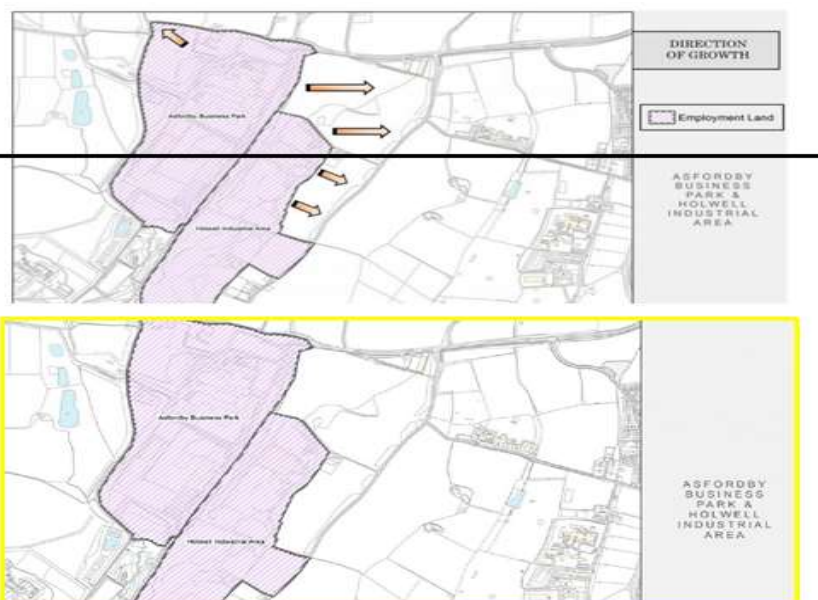 DIRECTION
OF GROWTH
Employment Land
Asfordby Business Park
ASFORDBY
BUSINESS
PARK &
HOLWELL
INDUSTRIAL
AREA
Holwell Industrial Area
Asfordby Business Park
ASFORDBY
BUSINESS
PARK &
HOLWELL
INDUSTRIAL
AREA
Holwell Industrial Area